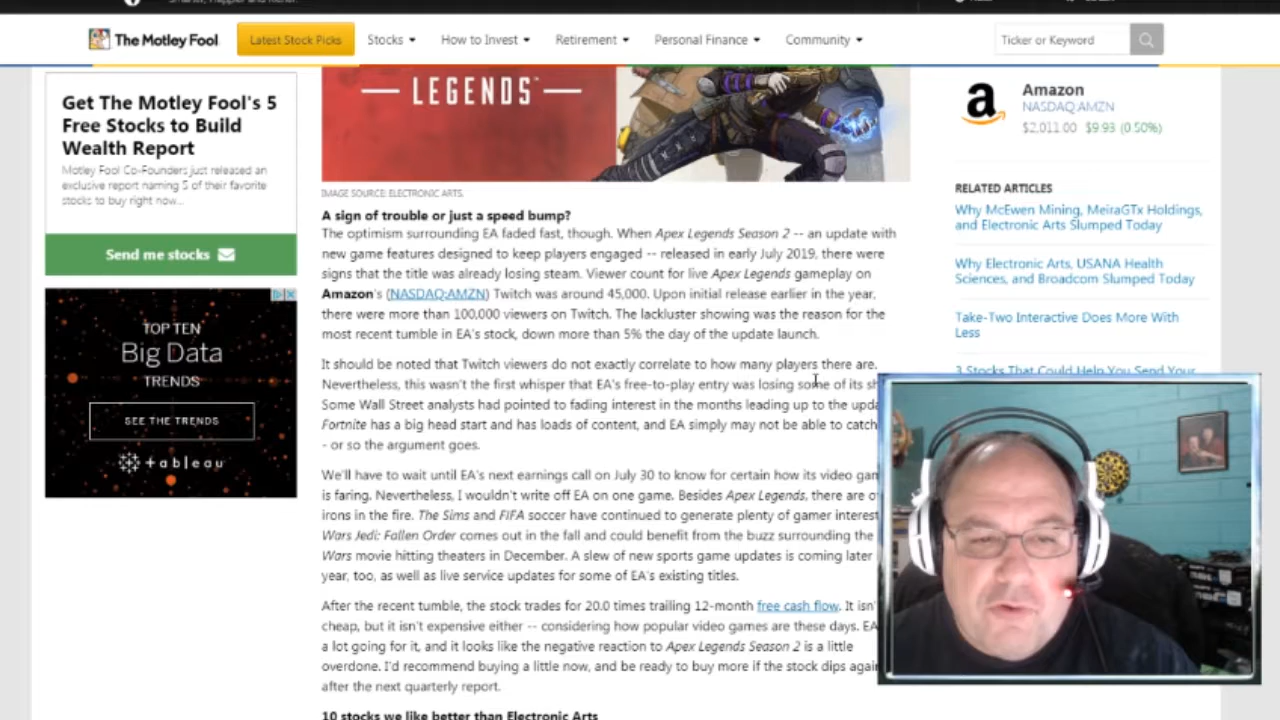 The Motley Fool
Latest Stock Picks
Stocks
How to Invest
Retirement
Personal Finance
Community
Ticker or Keyword
Get The Motley Fool's 5
Free Stocks to Build
Wealth Report
Motley Fool Co-Founders just released an
exclusive report naming 5 of their favorite
stocks to buy right now...
Send me stocks
TOP TEN
Big Data
TRENDS
SEE THE TRENDS
+ableau
LEGENDS
IMAGE SOURCE: ELECTRONIC ARTS.
A sign of trouble or just a speed bump?
The optimism surrounding EA faded fast, though. When Apex Legends Season 2 -- an update with
new game features designed to keep players engaged -- released in early July 2019, there were
signs that the title was already losing steam. Viewer count for live Apex Legends gameplay on
Amazon's (NASDAQ:AMZN) Twitch was around 45,000. Upon initial release earlier in the year,
there were more than 100,000 viewers on Twitch. The lackluster showing was the reason for the
most recent tumble in EA's stock, down more than 5% the day of the update launch.
It should be noted that Twitch viewers do not exactly correlate to how many players there are.
Nevertheless, this wasn't the first whisper that EA's free-to-play entry was losing some of its
Some Wall Street analysts had pointed to fading interest in the months leading up to the
Fortnite has a big head start and has loads of content, and EA simply may not be able to catch
- or so the argument goes.
We'll have to wait until EA's next earnings call on July 30 to know for certain how its video
is faring. Nevertheless, I wouldn't write off EA on one game. Besides Apex Legends, there are
irons in the fire. The Sims and FIFA soccer have continued to generate plenty of gamer interest
Wars Jedi: Fallen Order comes out in the fall and could benefit from the buzz surrounding the
Wars movie hitting theaters in December. A slew of new sports game updates is coming later
year, too, as well as live service updates for some of EA's existing titles.
After the recent tumble, the stock trades for 20.0 times trailing 12-month free cash flow. It
cheap, but it isn't expensive either -- considering how popular video games are these days. EA
a lot going for it, and it looks like the negative reaction to Apex Legends Season 2 is a little
overdone. I'd recommend buying a little now, and be ready to buy more if the stock dips
after the next quarterly report.
10 stocks we like better than Electronic Arts
Amazon
NASDAQ:AMZN
$2,011.00 $9.93 (0.50%)
RELATED ARTICLES
Why McEwen Mining, MeiraGTx Holdings,
and Electronic Arts Slumped Today
Why Electronic Arts, USANA Health
Sciences, and Broadcom Slumped Today
Take-Two Interactive Does More With
Less
3 Stocks That Could Help You Send Your